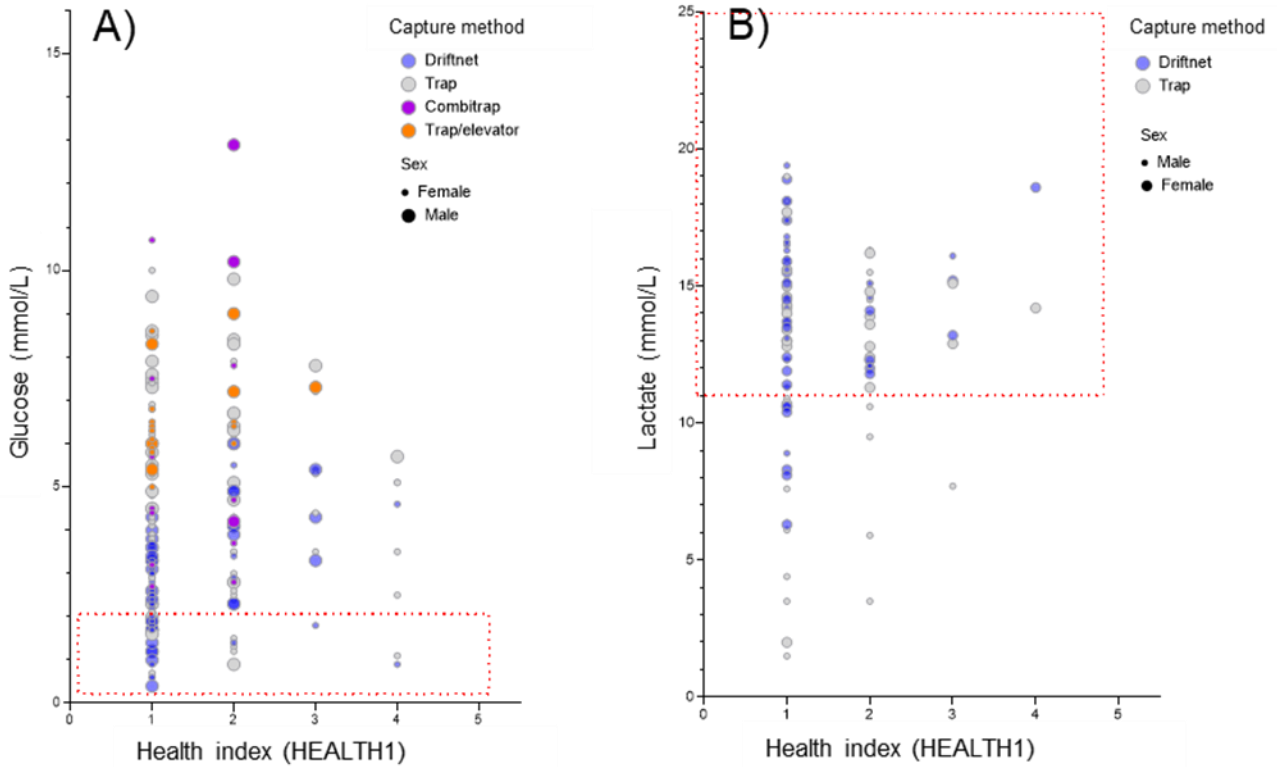 A)
Capture method
Driftnet
Trap
Combitrap
Trap/elevator
Sex
Female
Male
Glucose (mmol/L)
15
10
5
0
0 1 2 3 4 5
Health index (HEALTH1)
B)
Capture method
Driftnet
Trap
Sex
Male
Female
Lactate (mmol/L)
25
20
15
10
5
0
0 1 2 3 4 5
Health index (HEALTH1)